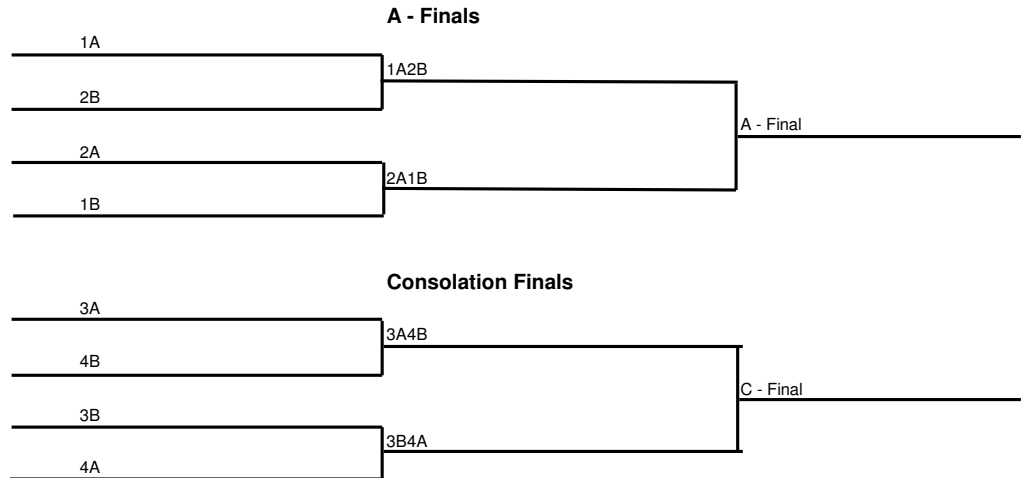 A - Finals
1A
1A2B
2B
A - Final
2A
2A1B
1B
Consolation Finals
3A
3A4B
4B
C - Final
3B
3B4A
4A